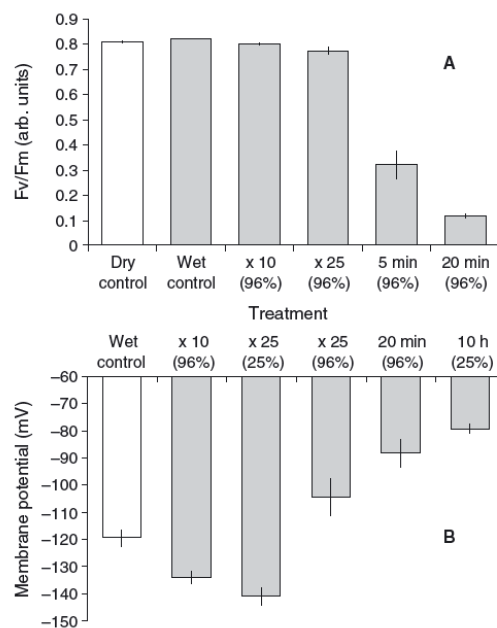 0.9
0.8
0.7
0.6
0.5
0.4
0.3
0.2
0.1
0
Fv/Fm (arb. units)
A
Dry control
Wet control
x 10 (96%)
x 25 (96%)
5 min (96%)
20 min (96%)
Treatment
Wet control
x 10 (96%)
x 25 (25%)
x 25 (96%)
20 min (96%)
10 h (25%)
–60
–70
–80
–90
–100
–110
–120
–130
–140
–150
Membrane potential (mV)
B